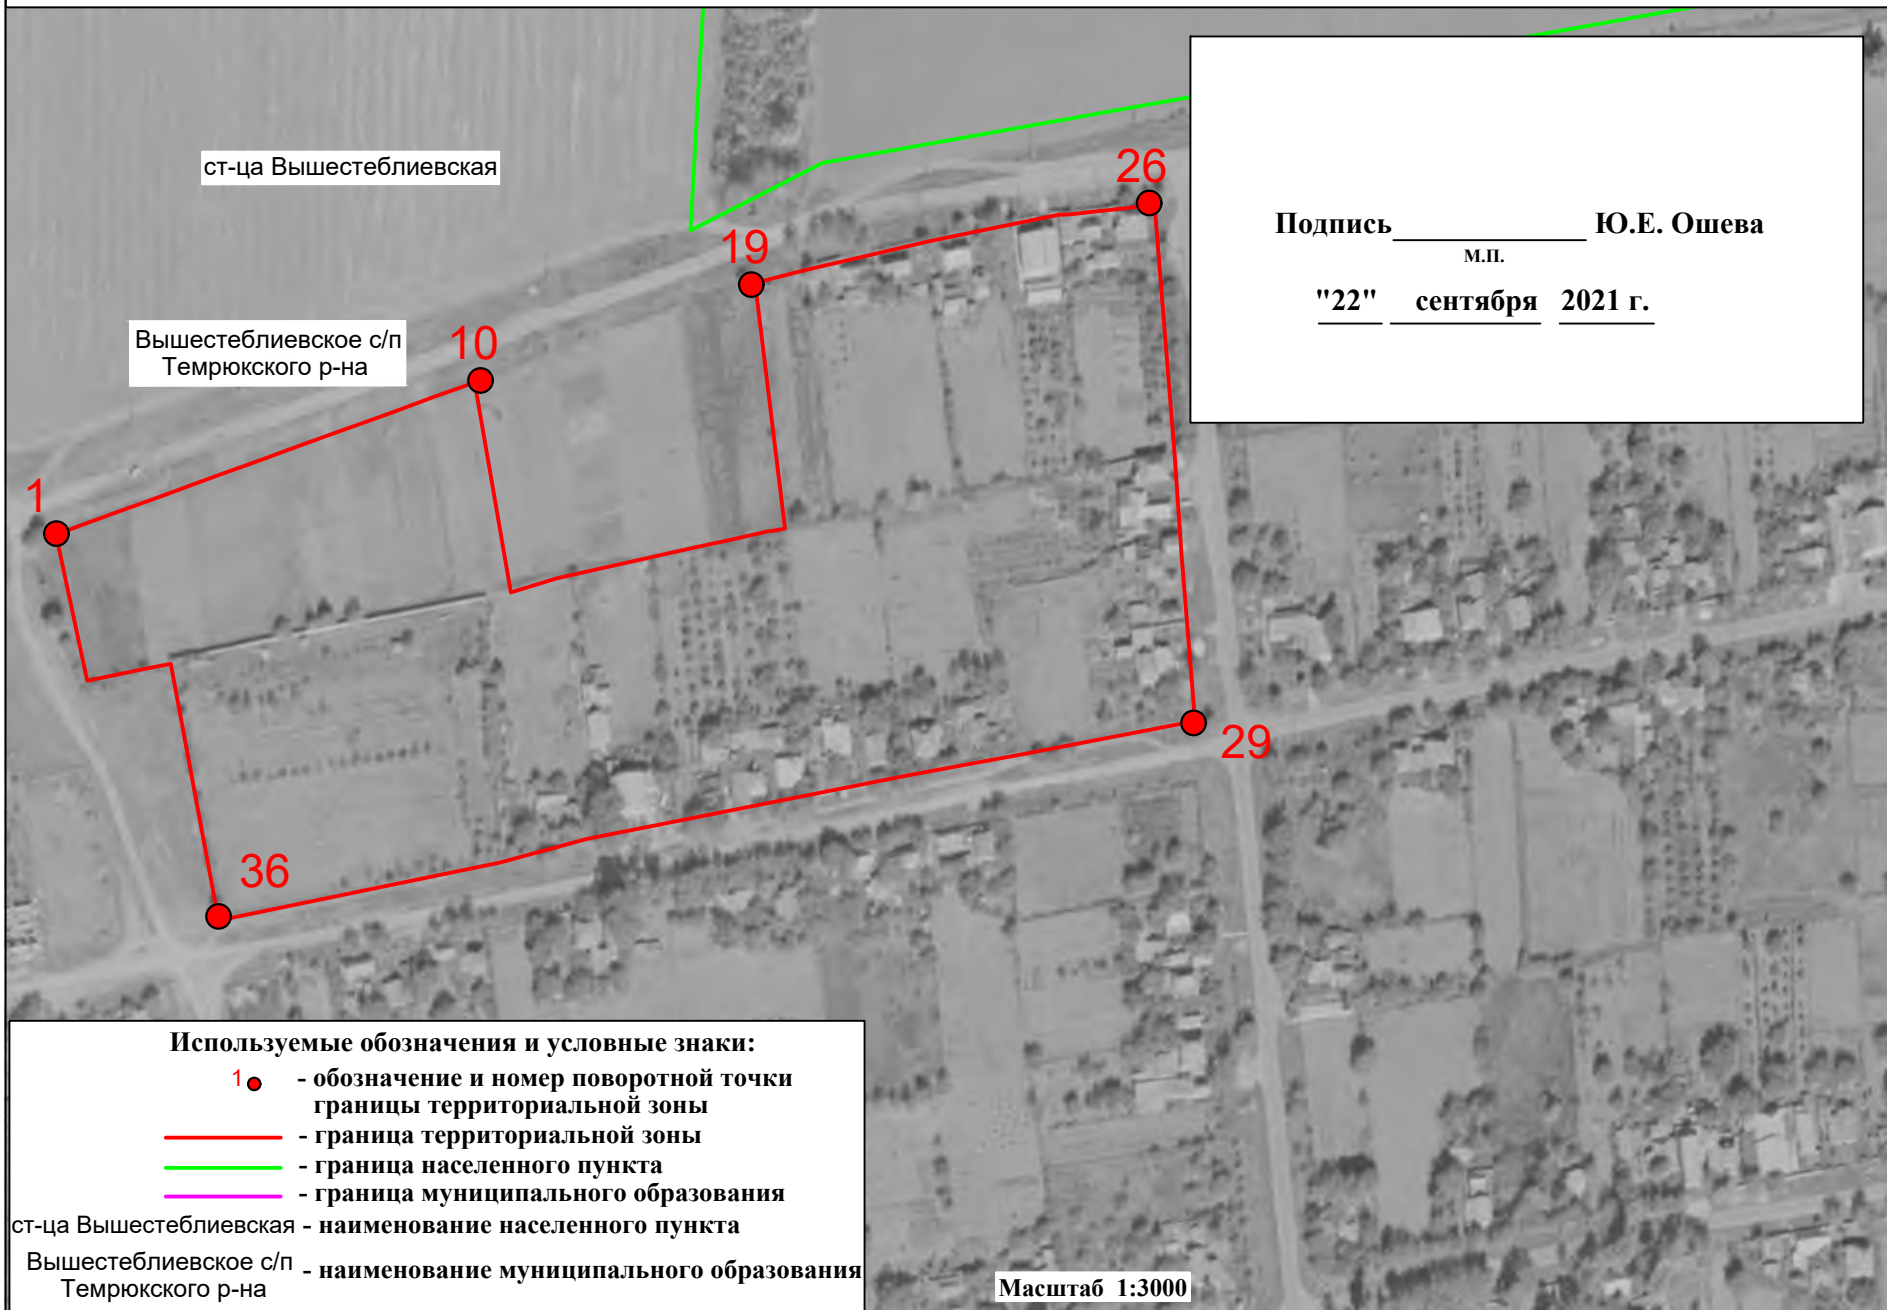 ст-ца Вышестеблиевская
Вышестеблиевское с/п
Темрюкского р-на
1
10
19
26
29
36
Подпись____________ Ю.Е. Ошева
м.п.
"22" сентября 2021 г.
Используемые обозначения и условные знаки:
1 - обозначение и номер поворотной точки
границы территориальной зоны
- граница территориальной зоны
- граница населенного пункта
- граница муниципального образования
ст-ца Вышестеблиевская - наименование населенного пункта
Вышестеблиевское с/п
Темрюкского р-на - наименование муниципального образования
Масштаб 1:3000